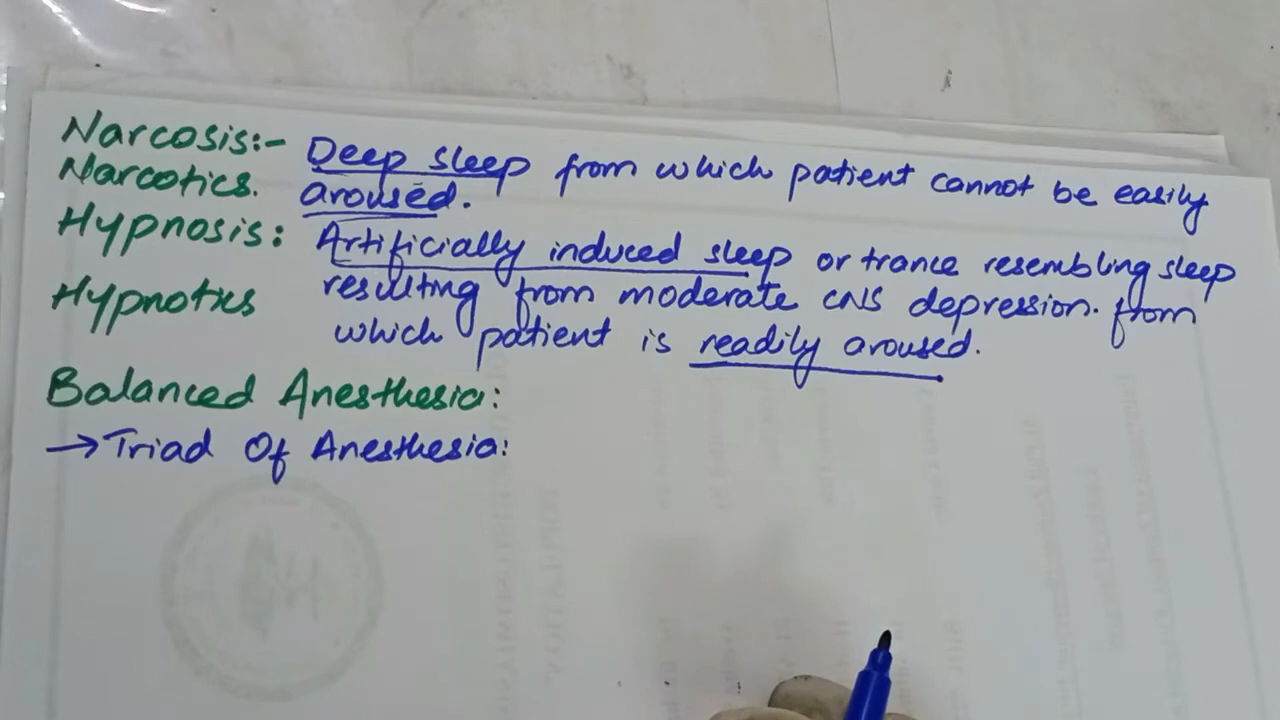 Narcosis:- Deep sleep from which patient cannot be easily
Narcotics. aroused.
Hypnosis: Artificially induced sleep or trance resembling sleep
Hypnotics resulting from moderate CNS depression. from
which patient is readily aroused.
Balanced Anesthesia:
→Triad Of Anesthesia: